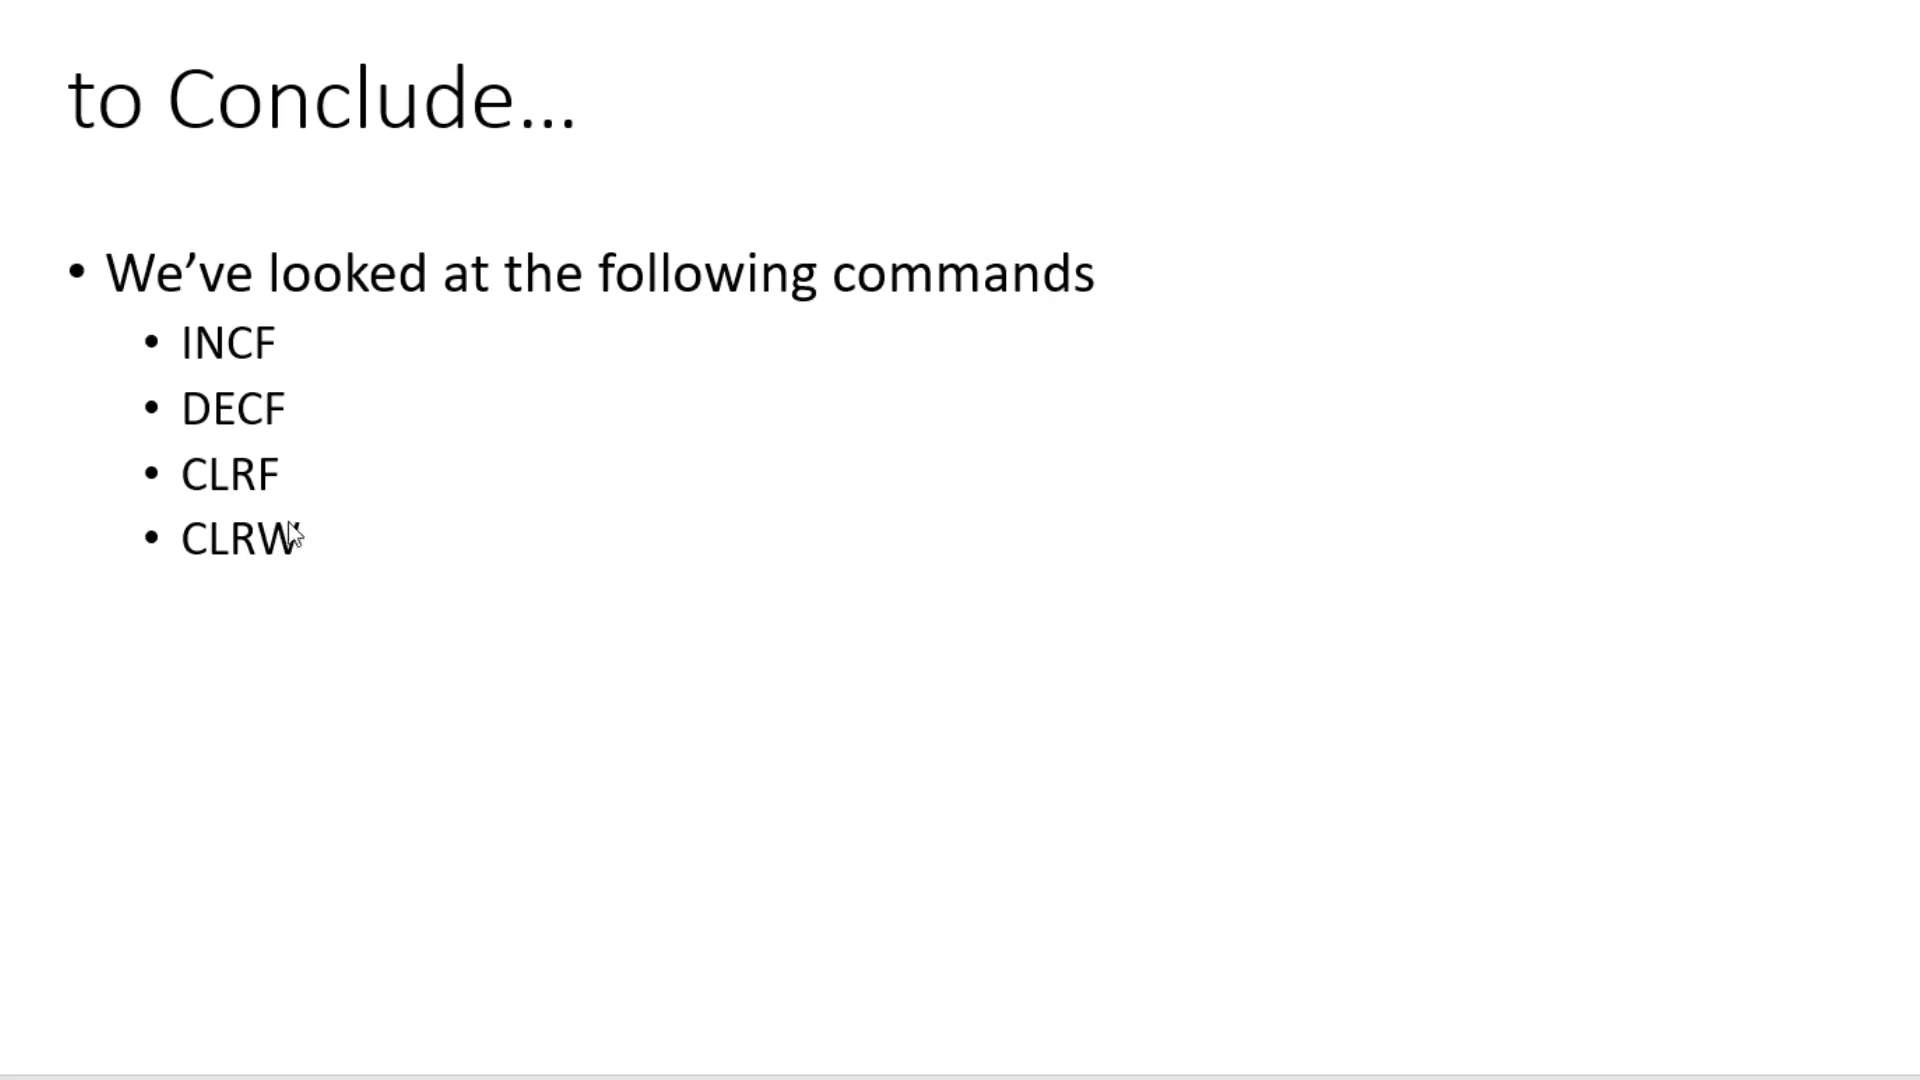 to Conclude...
• We’ve looked at the following commands
• INCF
• DECF
• CLRF
• CLRW